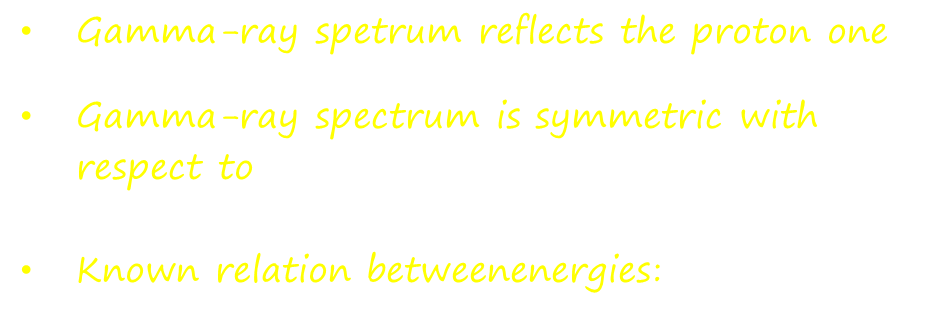 • Gamma-ray spetrum reflects the proton one
• Gamma-ray spectrum is symmetric with
respect to
• Known relation betweenenergies: